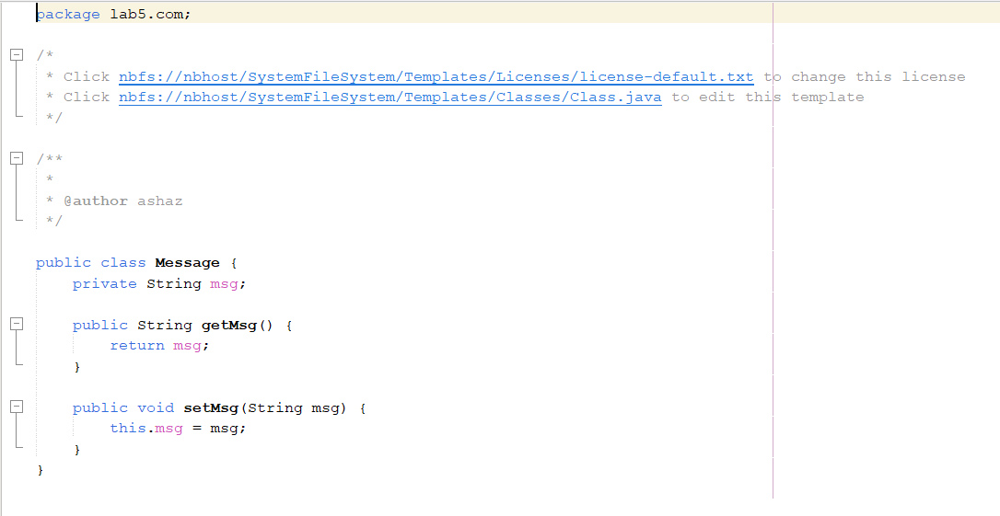 package lab5.com;
/*
 * Click nbfs://nbhost/SystemFileSystem/Templates/Licenses/license-default.txt to change this license
 * Click nbfs://nbhost/SystemFileSystem/Templates/Classes/Class.java to edit this template
 */
/**
 *
 * @author ashaz
 */
public class Message {
    private String msg;
    public String getMsg() {
        return msg;
    }
    public void setMsg(String msg) {
        this.msg = msg;
    }
}